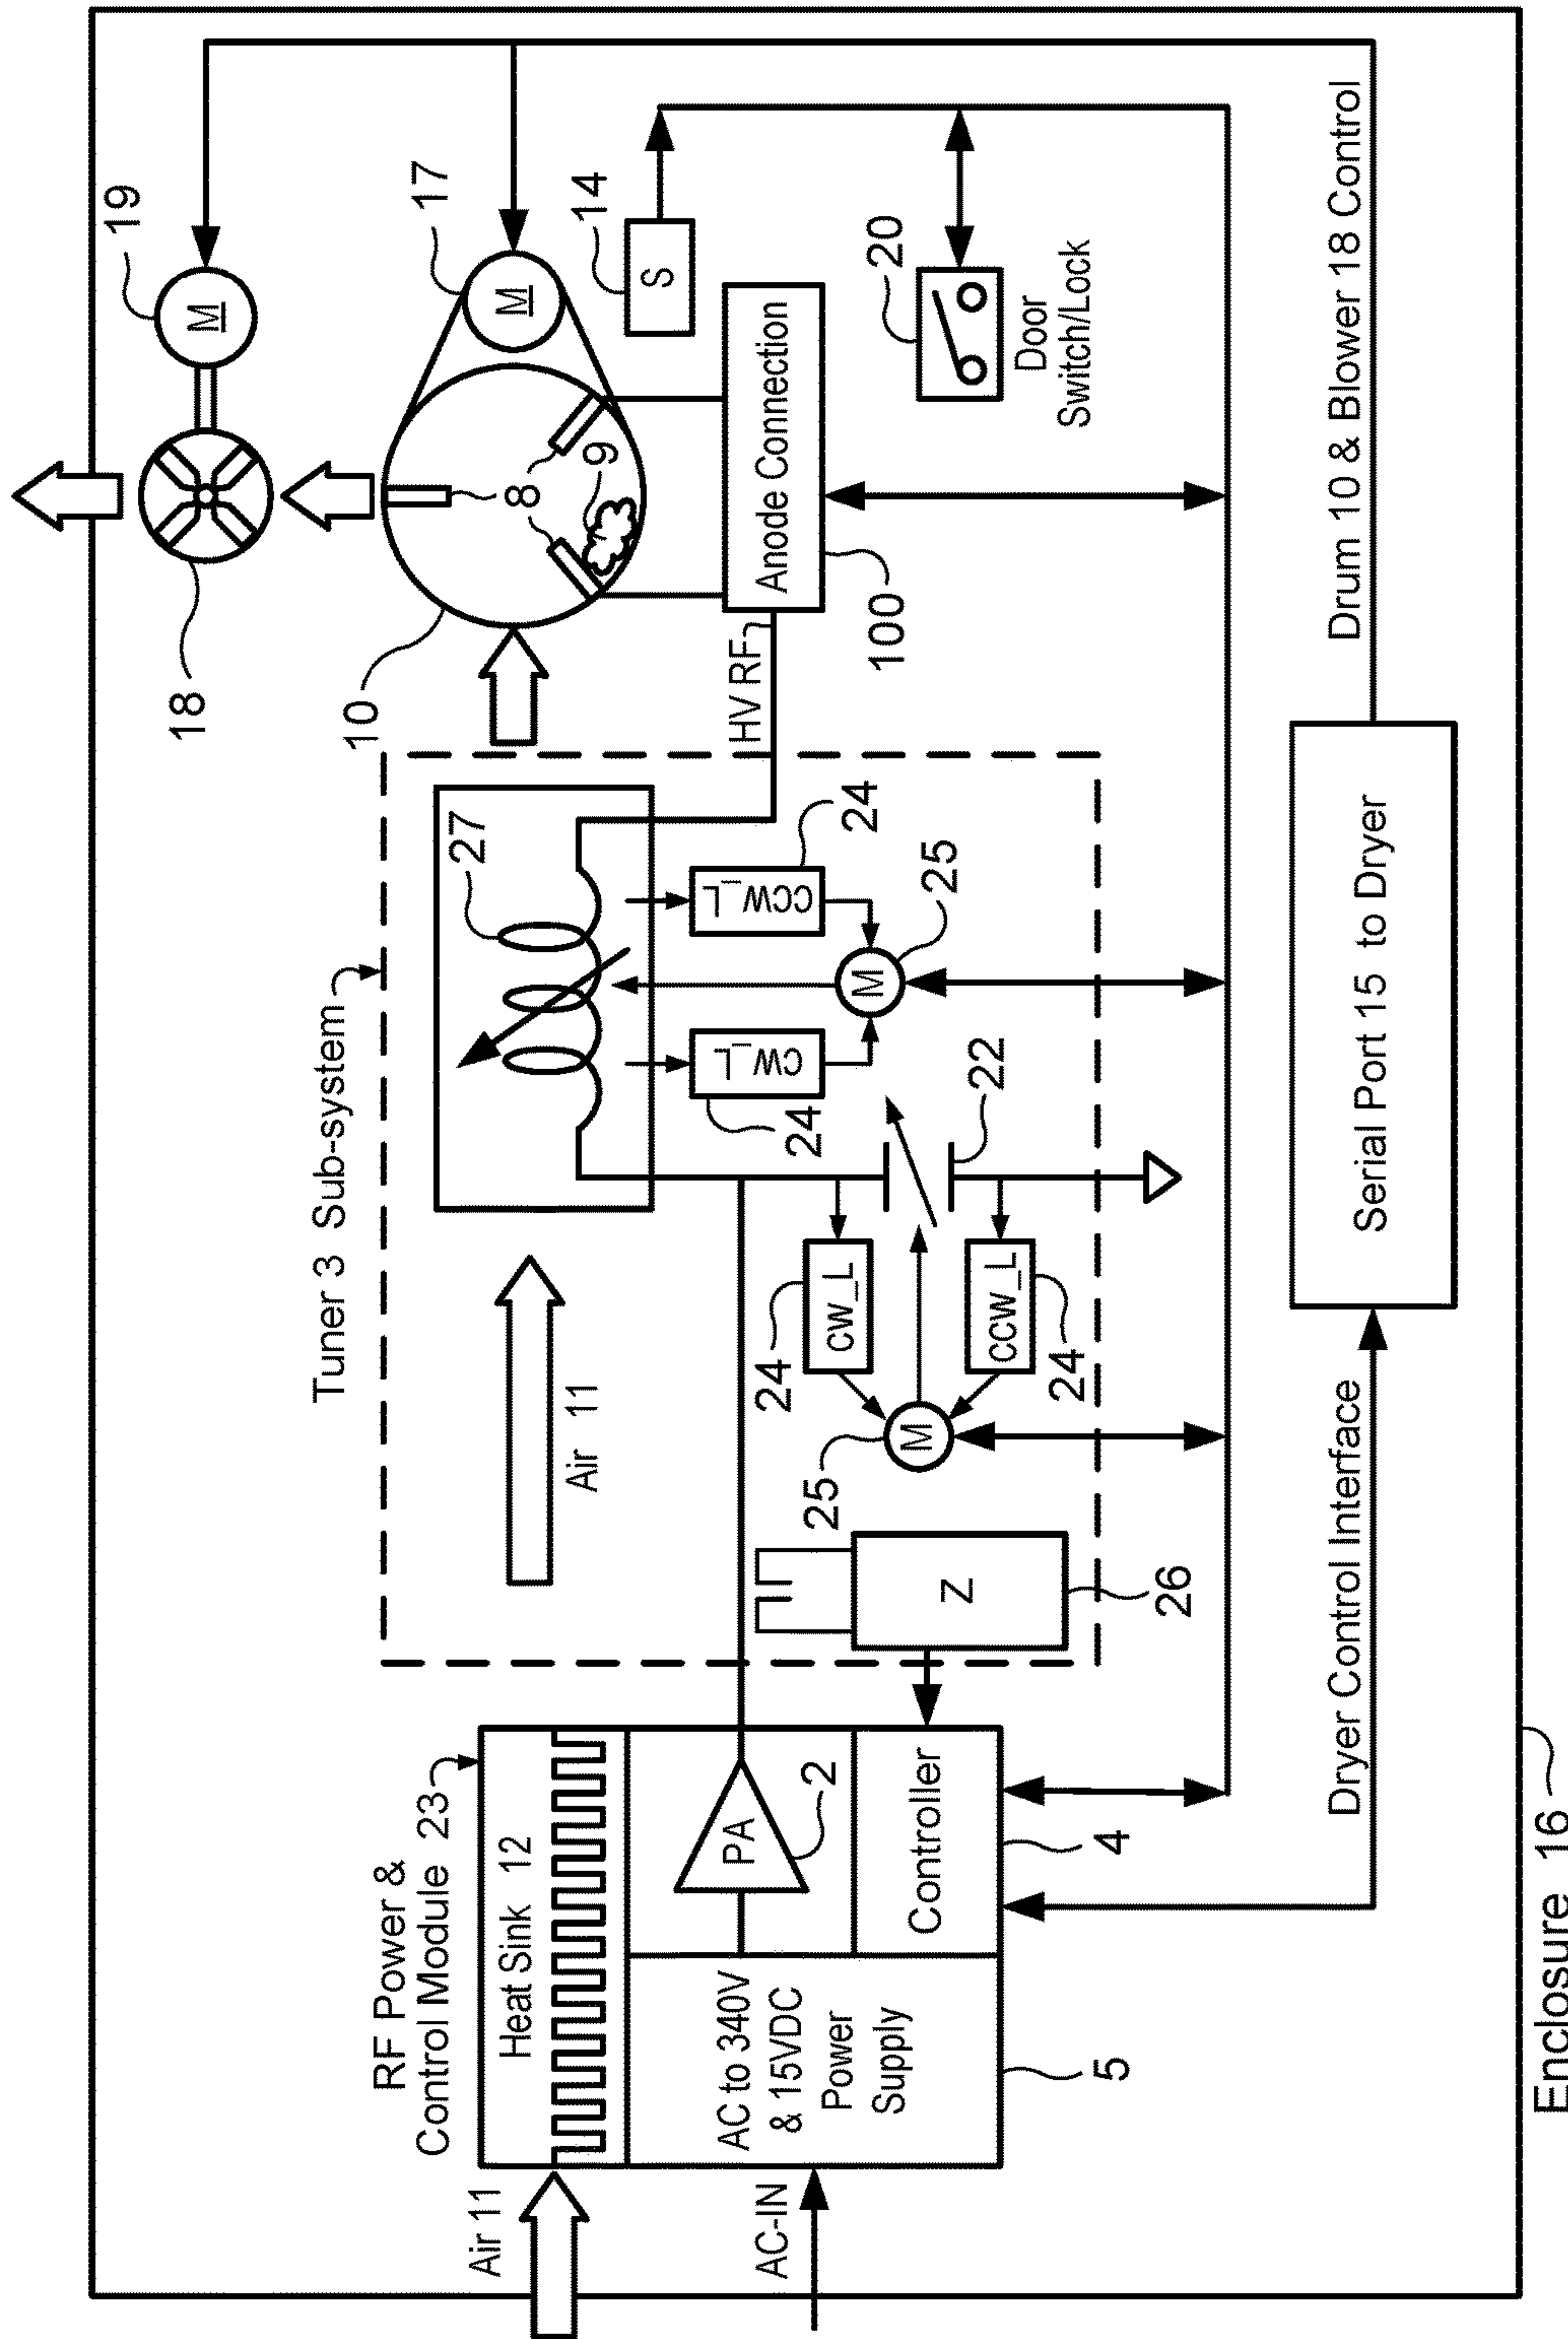 RF Power &
Control Module 23
Air 11
Heat Sink 12
AC-IN
AC to 340V
& 15VDC
Power
Supply
5
PA
2
Controller
4
Tuner 3 Sub-system
Air 11
27
Z
26
25
M
24
CW_L
CCW_L
24
22
24
CW_L
CCW_L
24
M
25
HV RF
10
18
19
M
8
9
17
M
14
S
Anode Connection
100
20
Door
Switch/Lock
Dryer Control Interface
Serial Port 15 to Dryer
Drum 10 & Blower 18 Control
Enclosure 16